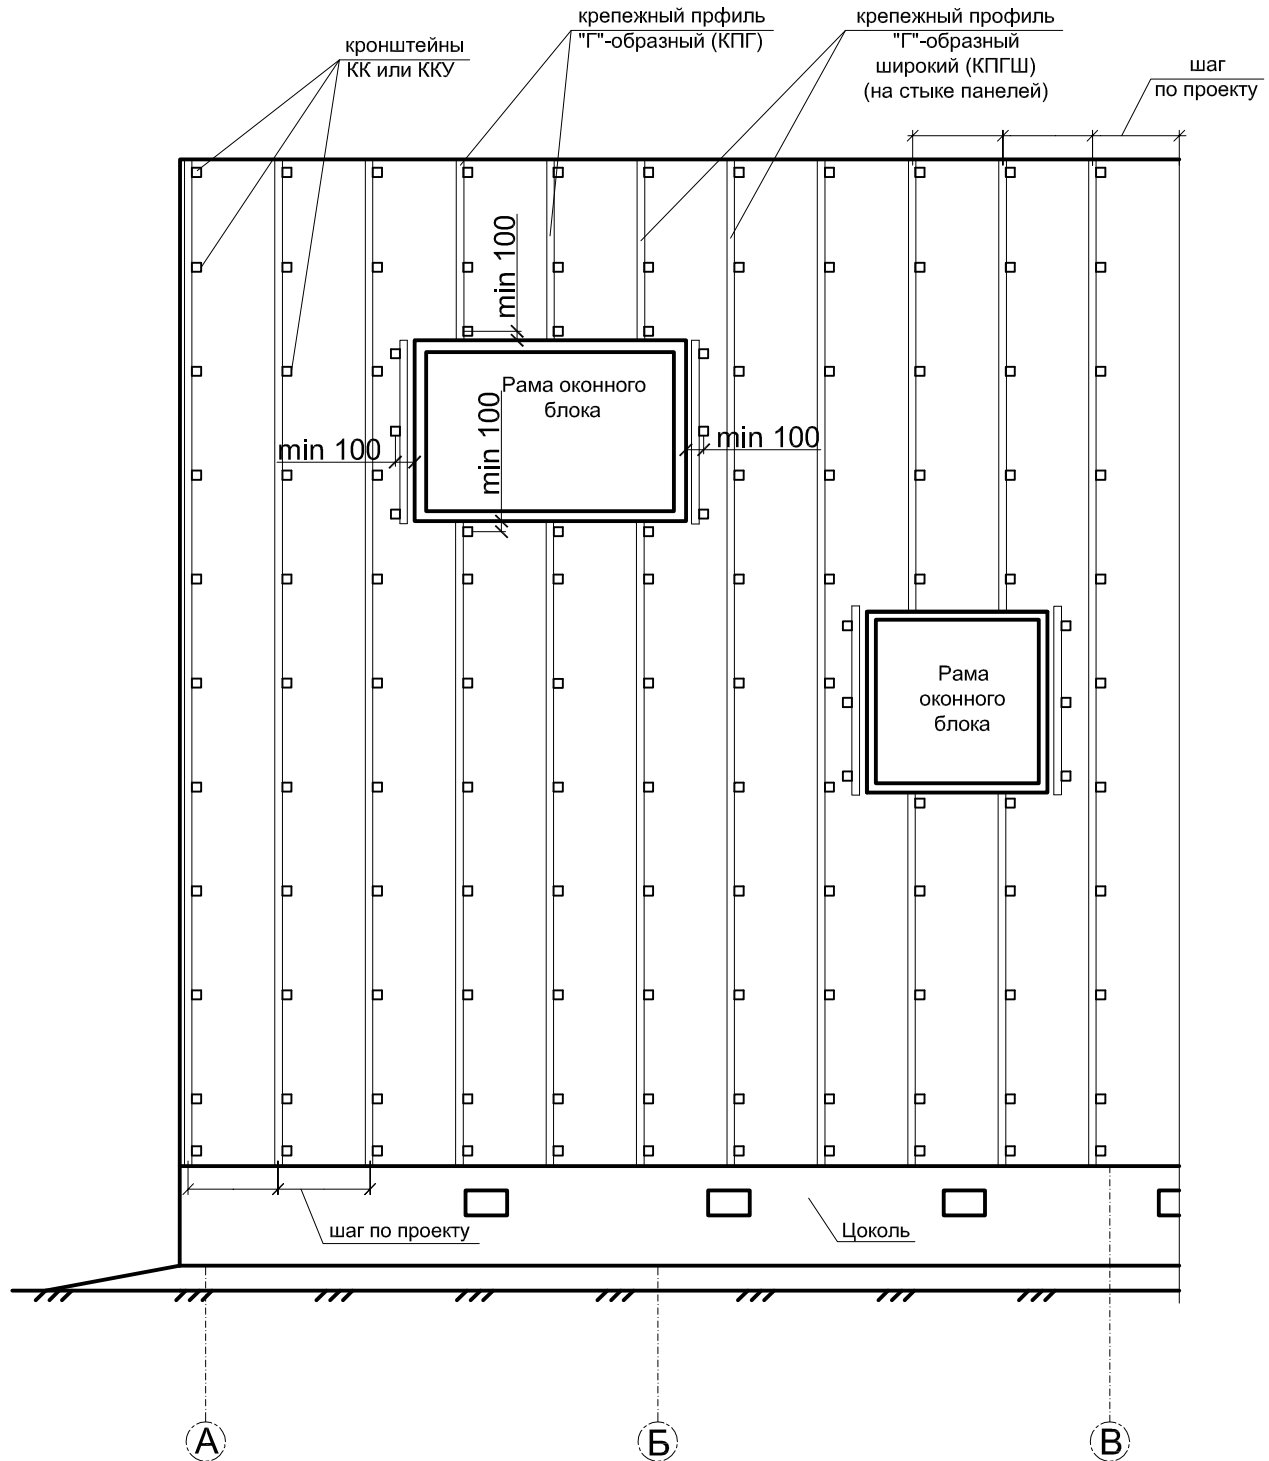 крепежный прфиль
"Г"-образный (КПГ)
крепежный профиль
"Г"-образный
широкий (КПГШ)
(на стыке панелей)
кронштейны
КК или ККУ
шаг
по проекту
min 100
Рама оконного
блока
min 100
min 100
min 100
Рама
оконного
блока
шаг по проекту
Цоколь
А
Б
В